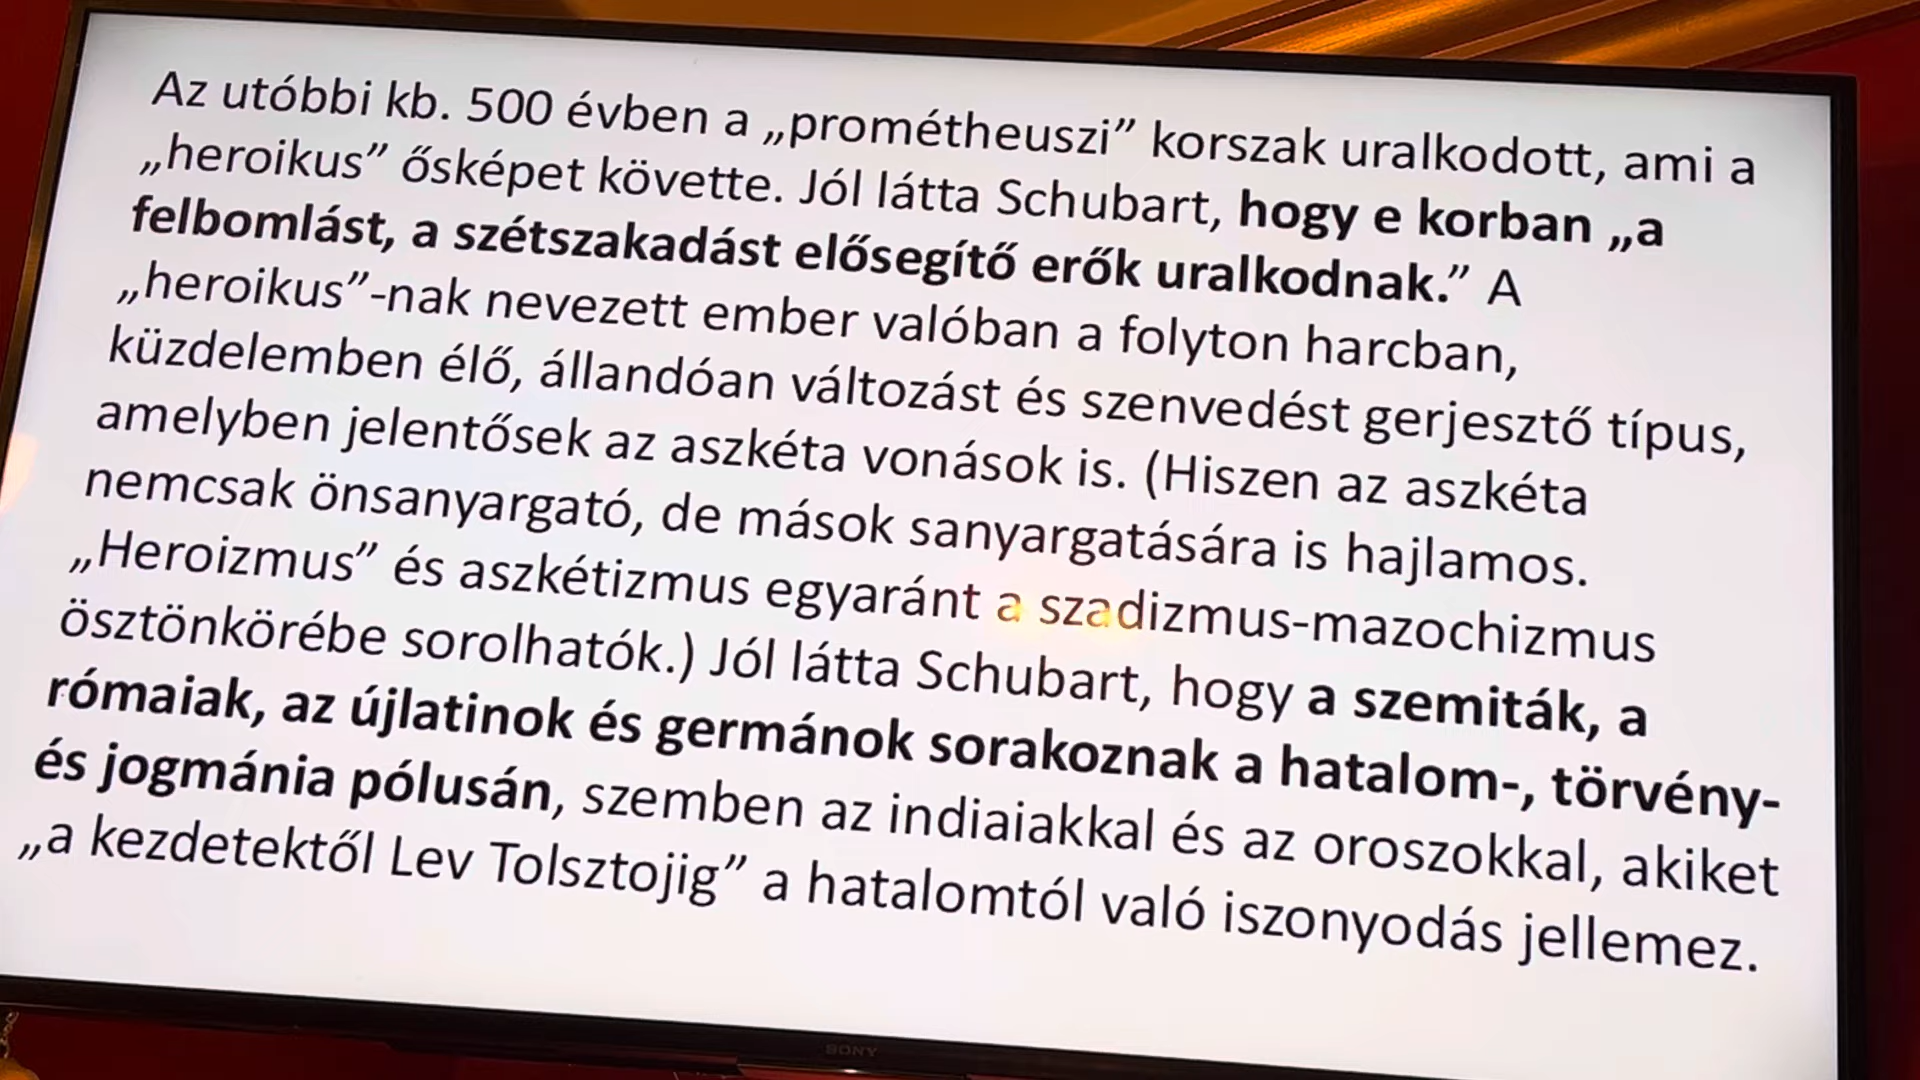 Az utóbbi kb. 500 évben a „prométheuszi” korszak uralkodott, ami a
„heroikus” ősképet követte. Jól látta Schubart, hogy e korban „a
felbomlást, a szétszakadást elősegítő erők uralkodnak.” A
„heroikus”-nak nevezett ember valóban a folyton harcban,
küzdelemben élő, állandóan változást és szenvedést gerjesztő típus,
amelyben jelentősek az aszkéta vonások is. (Hiszen az aszkéta
nemcsak önsanyargató, de mások sanyargatására is hajlamos.
„Heroizmus” és aszkétizmus egyaránt a szadizmus-mazochizmus
ösztönkörébe sorolhatók.) Jól látta Schubart, hogy a szemiták, a
rómaiak, az újlatinok és germánok sorakoznak a hatalom-, törvény-
és jogmánia pólusán, szemben az indiaiakkal és az oroszokkal, akiket
„a kezdetektől Lev Tolsztojig” a hatalomtól való iszonyodás jellemez.
SONY